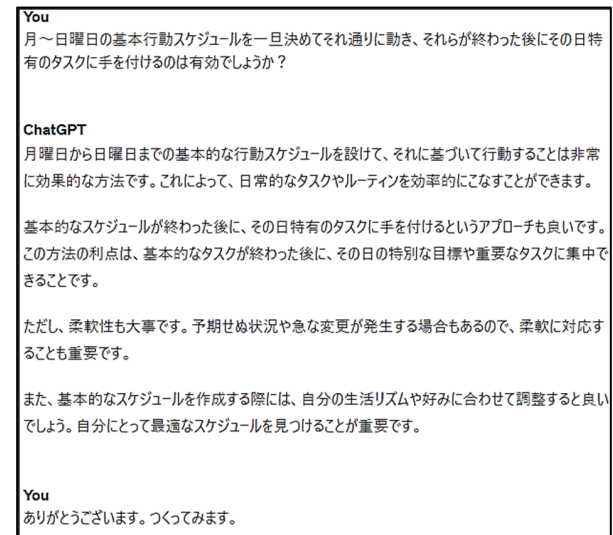 You
月～日曜日の基本行動スケジュールを一旦決めてそれ通りに動き、それらが終わった後にその日特
有のタスクに手を付けるのは有効でしょうか？
ChatGPT
月曜日から日曜日までの基本的な行動スケジュールを設けて、それに基づいて行動することは非常
に効果的な方法です。これによって、日常的なタスクやルーティンを効率的にこなすことができます。
基本的なスケジュールが終わった後に、その日特有のタスクに手を付けるというアプローチも良いです。
この方法の利点は、基本的なタスクが終わった後に、その日の特別な目標や重要なタスクに集中で
きることです。
ただし、柔軟性も大事です。予期せぬ状況や急な変更が発生する場合もあるので、柔軟に対応す
ることも重要です。
また、基本的なスケジュールを作成する際には、自分の生活リズムや好みに合わせて調整すると良い
でしょう。自分にとって最適なスケジュールを見つけることが重要です。
You
ありがとうございます。つくってみます。